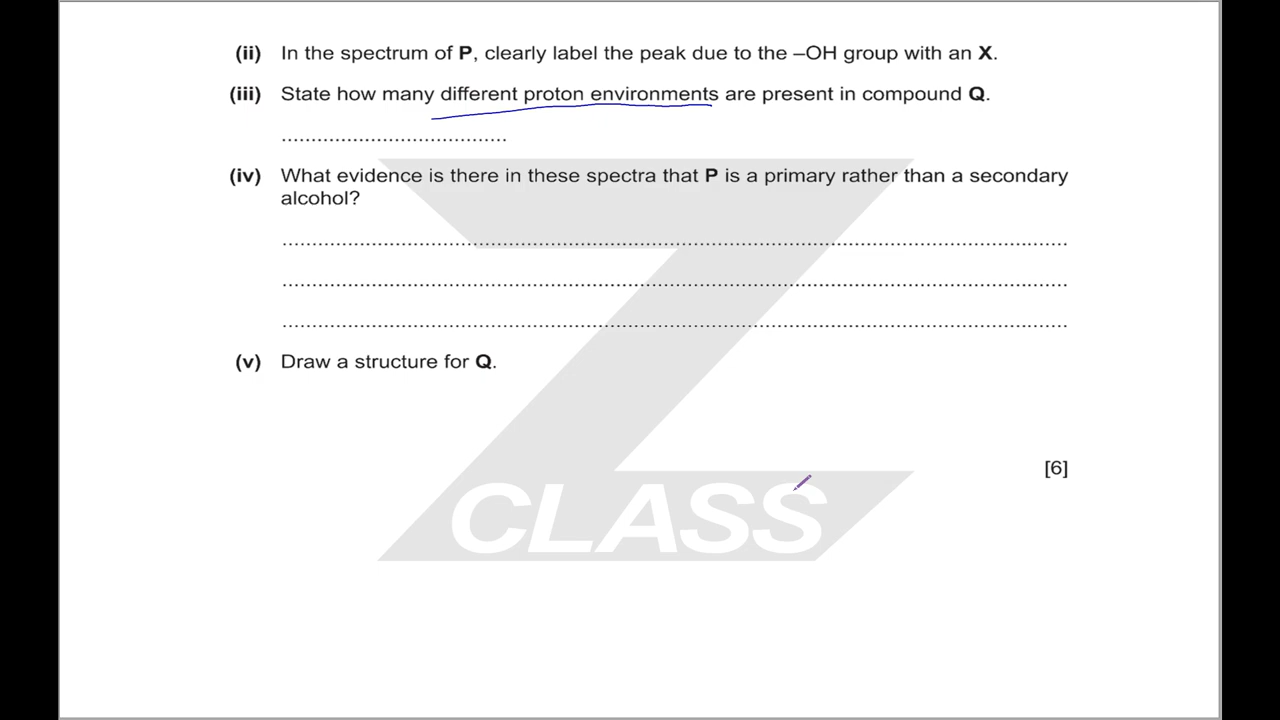 (ii) In the spectrum of P, clearly label the peak due to the –OH group with an X.
(iii) State how many different proton environments are present in compound Q.
......................................
(iv) What evidence is there in these spectra that P is a primary rather than a secondary
alcohol?
....................................................................................................................................
....................................................................................................................................
....................................................................................................................................
(v) Draw a structure for Q.
[6]
Z
CLASS